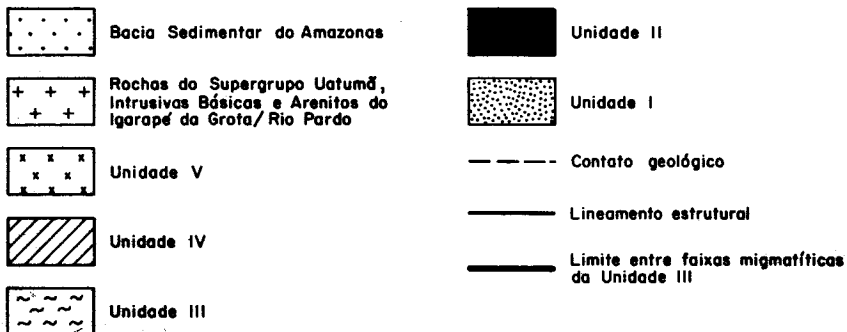 Bacia Sedimentar do Amazonas
Rochas do Supergrupo Uatumã,
Intrusivas Básicas e Arenitos do
Igarapé da Grota/Rio Pardo
Unidade V
Unidade IV
Unidade III
Unidade II
Unidade I
Contato geológico
Lineamento estrutural
Limite entre faixas migmatíticas
da Unidade III